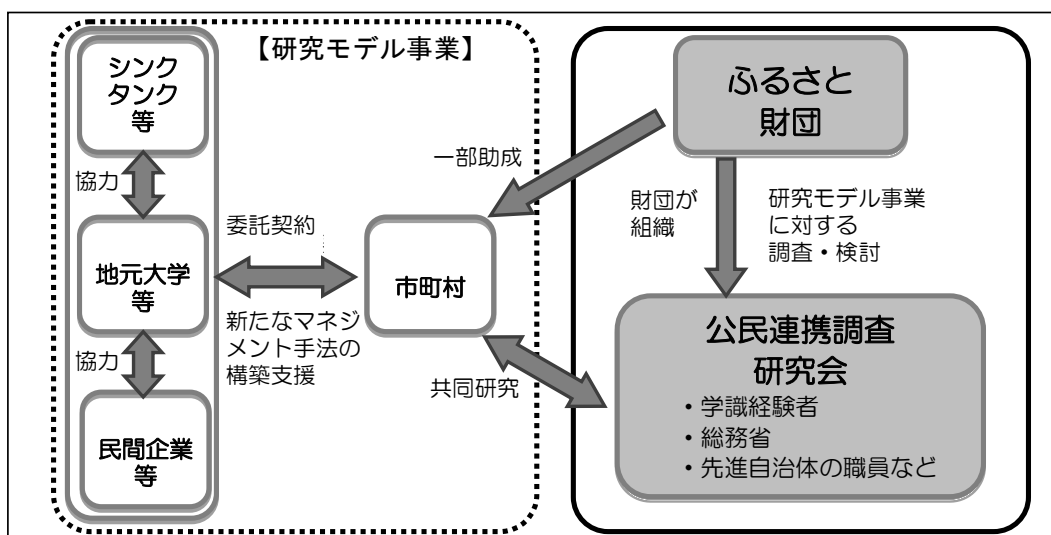 【研究モデル事業】
シンク
タンク
等
協力
地元大学
等
協力
民間企業
等
委託契約
新たなマネジ
メント手法の
構築支援
市町村
一部助成
共同研究
ふるさと
財団
財団が
組織
研究モデル事業
に対する
調査・検討
公民連携調査
研究会
・学識経験者
・総務省
・先進自治体の職員など